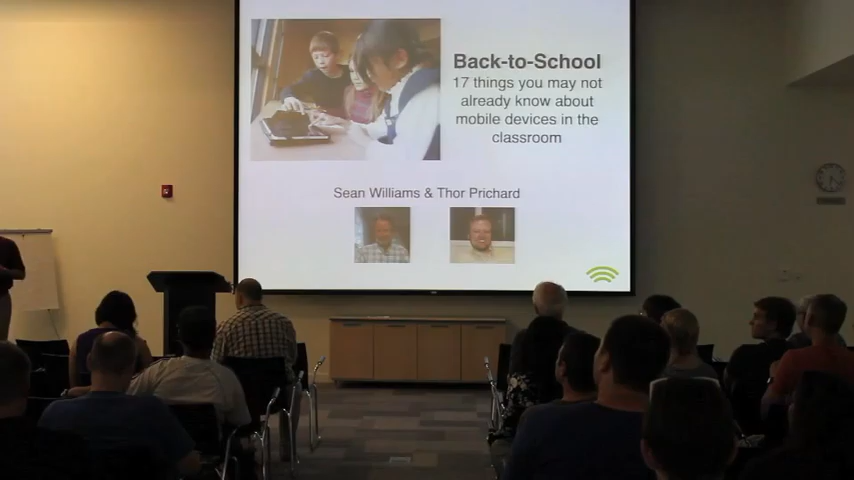 Back-to-School
17 things you may not
already know about
mobile devices in the
classroom
Sean Williams & Thor Prichard